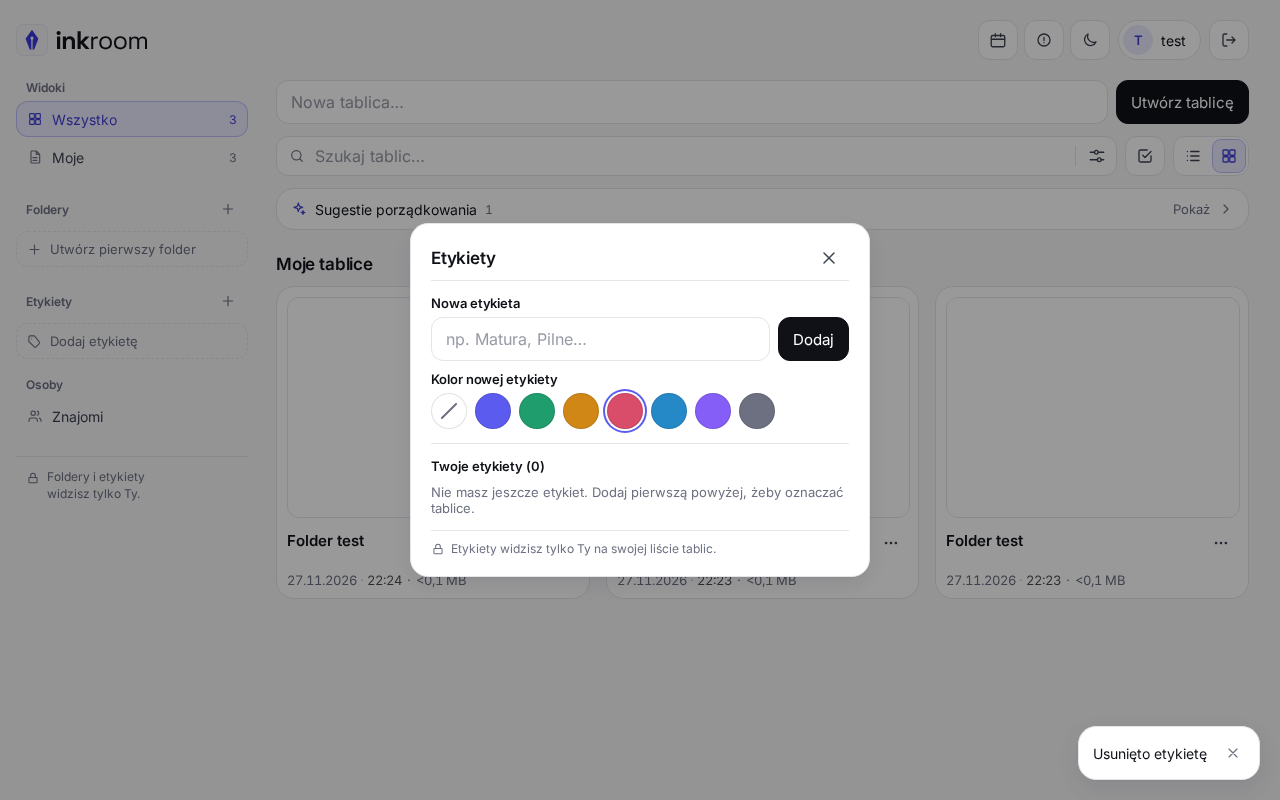 inkroom
T test
Widoki
Wszystko 3
Moje 3
Foldery
Utwórz pierwszy folder
Etykiety
Dodaj etykietę
Osoby
Znajomi
Foldery i etykiety
widzisz tylko Ty.
Nowa tablica...
Utwórz tablicę
Szukaj tablic...
Sugestie porządkowania 1
Pokaż
Moje tablice
Folder test
27.11.2026 · 22:24 · <0,1 MB
27.11.2026 · 22:23 · <0,1 MB
Folder test
27.11.2026 · 22:23 · <0,1 MB
Etykiety
Nowa etykieta
np. Matura, Pilne...
Dodaj
Kolor nowej etykiety
Twoje etykiety (0)
Nie masz jeszcze etykiet. Dodaj pierwszą powyżej, żeby oznaczać
tablice.
Etykiety widzisz tylko Ty na swojej liście tablic.
Usunięto etykietę